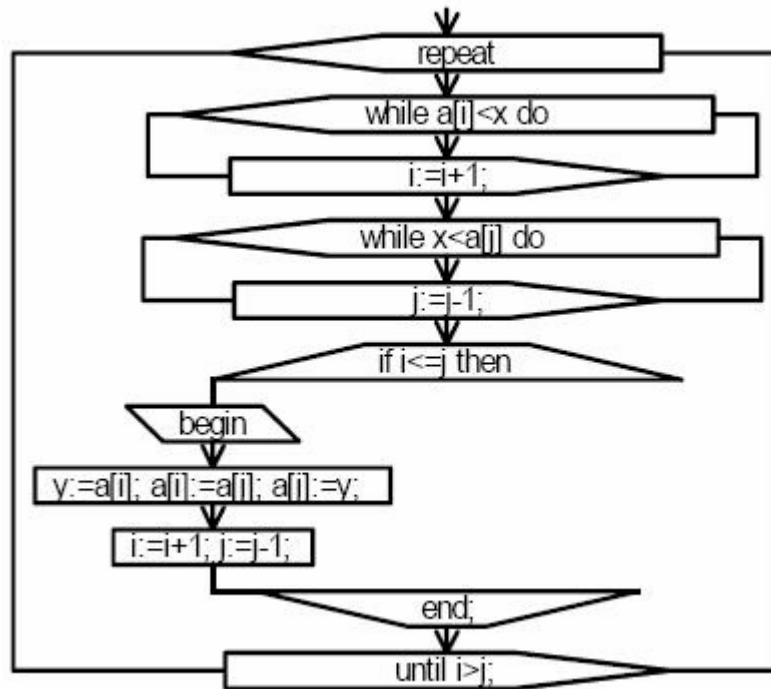 repeat
while a[i]<x do
i:=i+1;
while x<a[j] do
j:=j-1;
if i<=j then
begin
y:=a[i]; a[i]:=a[j]; a[j]:=y;
i:=i+1; j:=j-1;
end;
until i>j;